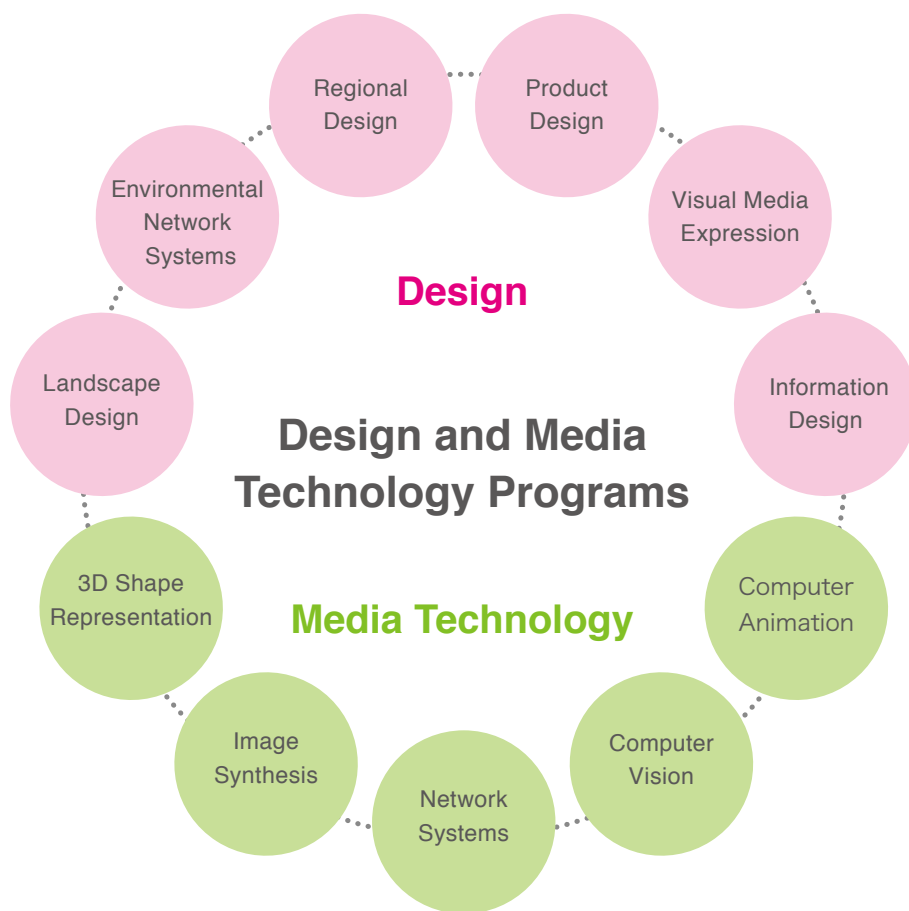 Regional
Design
Product
Design
Environmental
Network
Systems
Visual Media
Expression
Design
Landscape
Design
Information
Design
Design and Media
Technology Programs
3D Shape
Representation
Media Technology
Computer
Animation
Image
Synthesis
Network
Systems
Computer
Vision